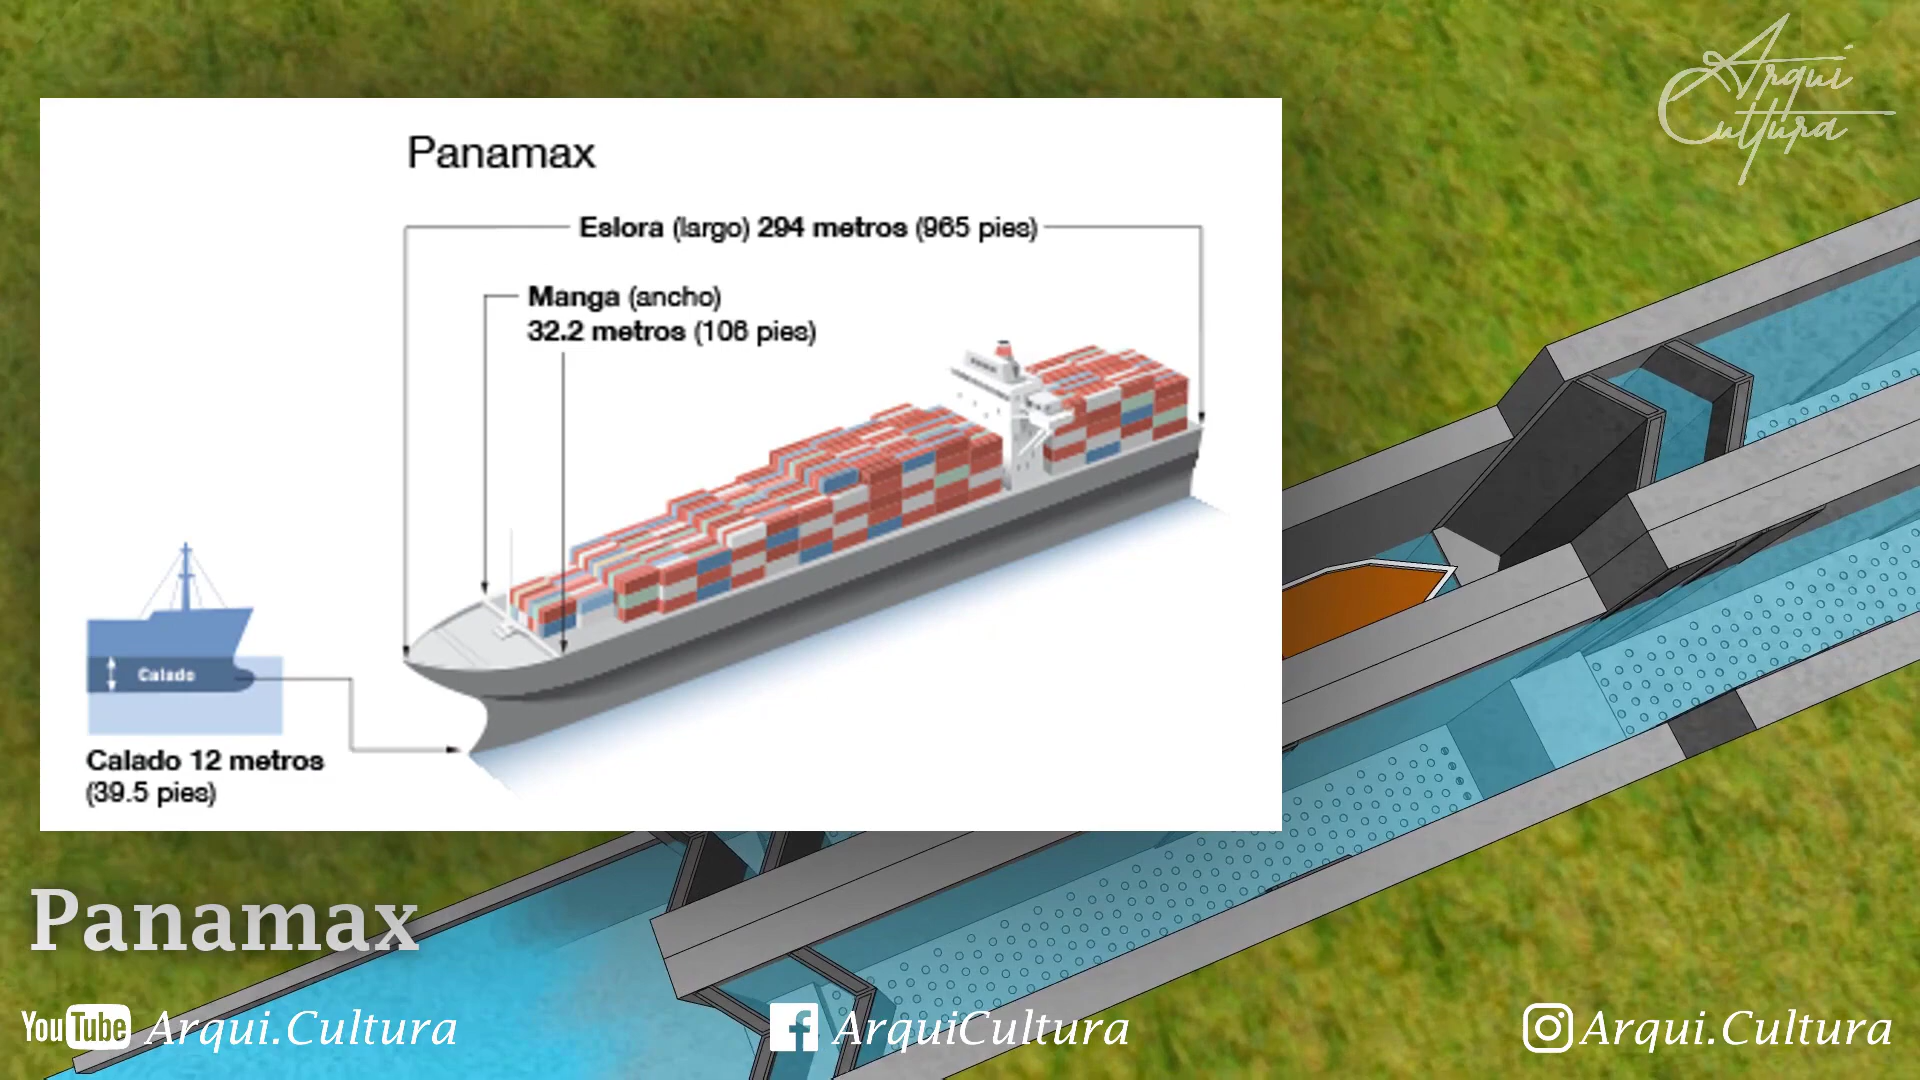 Arqui
Cultura
Panamax
Eslora (largo) 294 metros (965 pies)
Manga (ancho)
32.2 metros (106 pies)
Calado
Calado 12 metros
(39.5 pies)
Panamax
YouTube Arqui.Cultura
f ArquiCultura
Arqui.Cultura